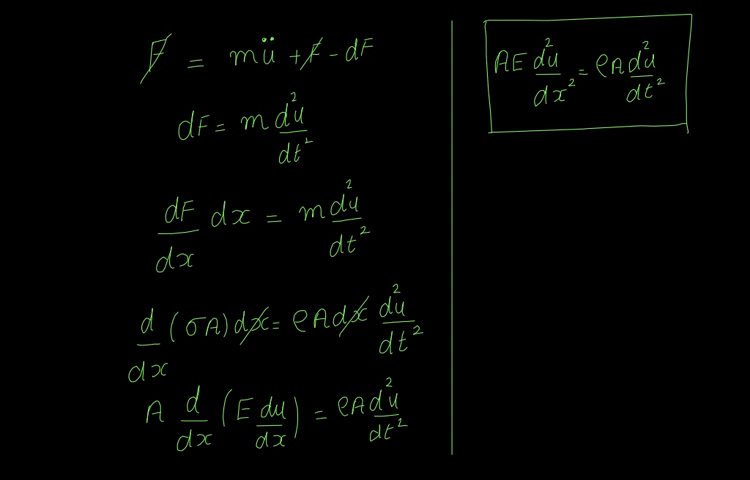 F = mü + F - dF
dF = m d²u/dt²
dF/dx dx = m d²u/dt²
d/dx (σA) dx = ρA dx d²u/dt²
A d/dx (E du/dx) = ρA d²u/dt²
AE d²u/dx² = ρA d²u/dt²